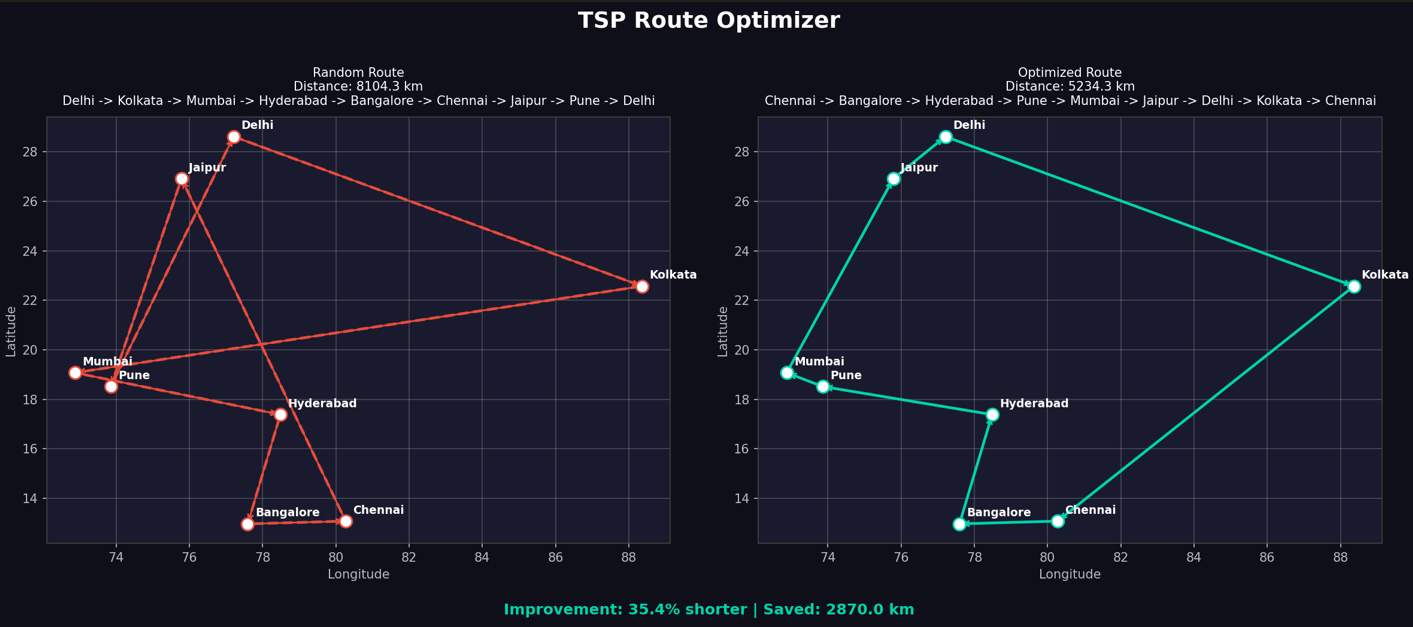 TSP Route Optimizer
Random Route
Distance: 8104.3 km
Delhi -> Kolkata -> Mumbai -> Hyderabad -> Bangalore -> Chennai -> Jaipur -> Pune -> Delhi
Delhi
Jaipur
Kolkata
Mumbai
Pune
Hyderabad
Bangalore
Chennai
28
26
24
22
20
18
16
14
Latitude
74
76
78
80
82
84
86
88
Longitude
Optimized Route
Distance: 5234.3 km
Chennai -> Bangalore -> Hyderabad -> Pune -> Mumbai -> Jaipur -> Delhi -> Kolkata -> Chennai
Delhi
Jaipur
Kolkata
Mumbai
Pune
Hyderabad
Bangalore
Chennai
28
26
24
22
20
18
16
14
Latitude
74
76
78
80
82
84
86
88
Longitude
Improvement: 35.4% shorter | Saved: 2870.0 km